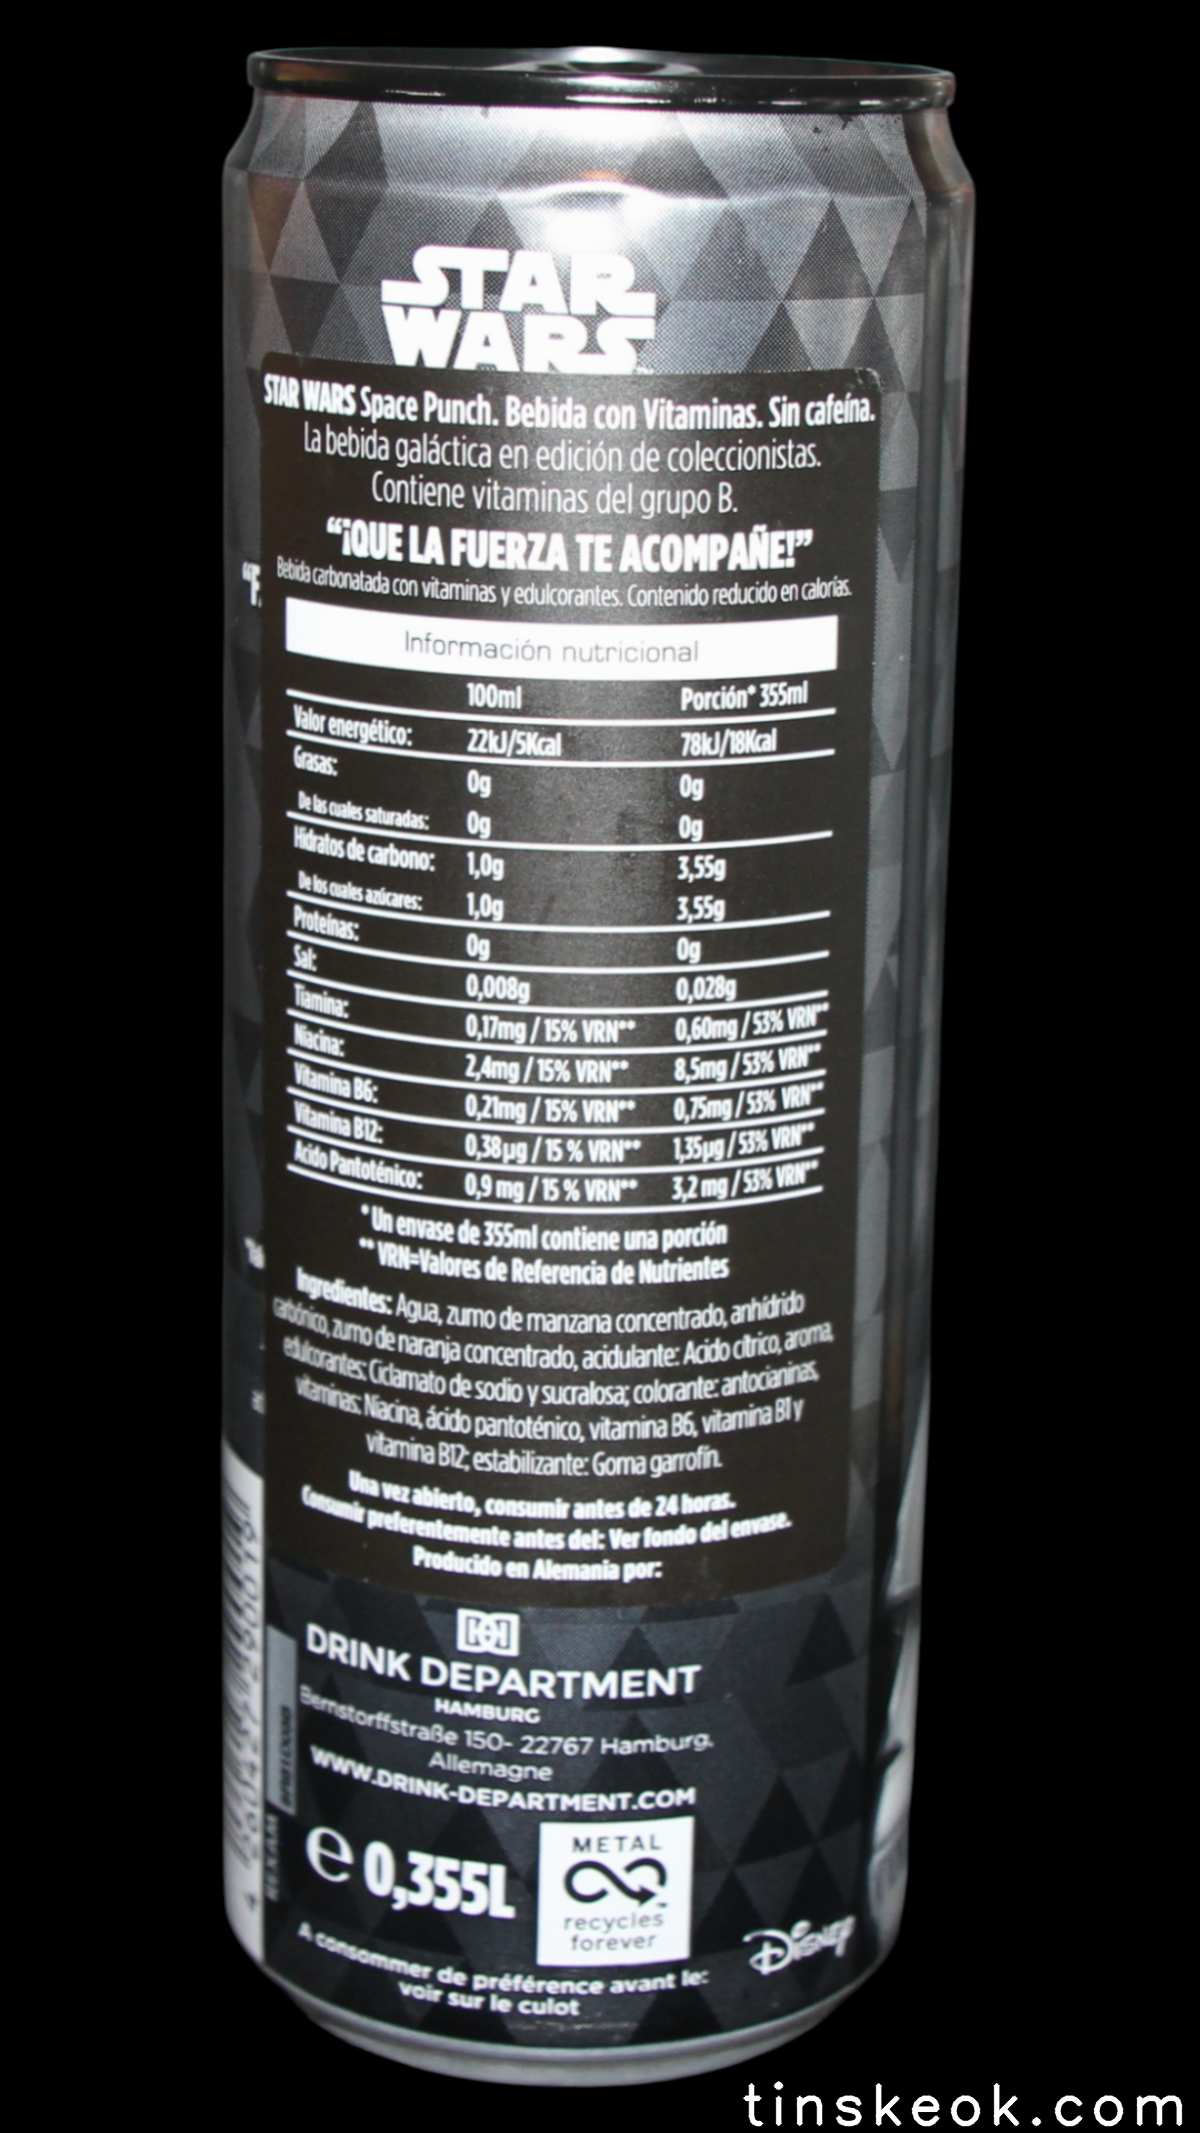 STAR
WARS
STAR WARS Space Punch. Bebida con Vitaminas. Sin cafeína.
La bebida galáctica en edición de coleccionistas.
Contiene vitaminas del grupo B.
“¡QUE LA FUERZA TE ACOMPAÑE!”
Bebida carbonatada con vitaminas y edulcorantes. Contenido reducido en calorías.
Información nutricional
100ml Porción* 355ml
Valor energético: 22kJ/5Kcal 78kJ/18Kcal
Grasas: 0g 0g
De las cuales saturadas: 0g 0g
Hidratos de carbono: 1,0g 3,55g
De los cuales azúcares: 1,0g 3,55g
Proteínas: 0g 0g
Sal: 0,008g 0,028g
Tiamina: 0,17mg / 15% VRN** 0,60mg / 53% VRN**
Niacina: 2,4mg / 15% VRN** 8,5mg / 53% VRN**
Vitamina B6: 0,21mg / 15% VRN** 0,75mg / 53% VRN**
Vitamina B12: 0,38µg / 15 % VRN** 1,35µg / 53% VRN**
Acido Pantoténico: 0,9 mg / 15 % VRN** 3,2 mg / 53% VRN**
* Un envase de 355ml contiene una porción
** VRN=Valores de Referencia de Nutrientes
Ingredientes: Agua, zumo de manzana concentrado, anhídrido
carbónico, zumo de naranja concentrado, acidulante: Acido cítrico, aroma,
edulcorantes: Ciclamato de sodio y sucralosa; colorante: antocianinas,
vitaminas: Niacina, ácido pantoténico, vitamina B6, vitamina B1 y
vitamina B12; estabilizante: Goma garrofín.
Una vez abierto, consumir antes de 24 horas.
Consumir preferentemente antes del: Ver fondo del envase.
Producido en Alemania por:
DRINK DEPARTMENT
HAMBURG
Bernstorffstraße 150- 22767 Hamburg.
Allemagne
WWW.DRINK-DEPARTMENT.COM
REXAM
℮ 0,355L
METAL
recycles
forever
Disney
A consommer de préférence avant le:
voir sur le culot
tinskeok.com